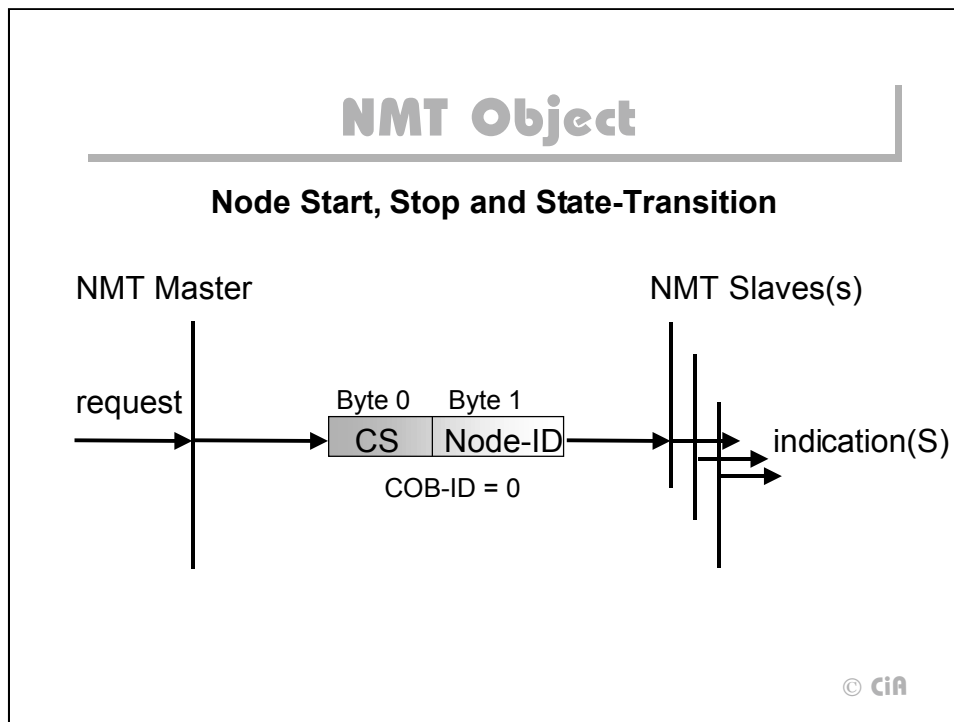 NMT Object
Node Start, Stop and State-Transition
NMT Master
NMT Slaves(s)
request
Byte 0
Byte 1
CS
Node-ID
indication(S)
COB-ID = 0
© CiA